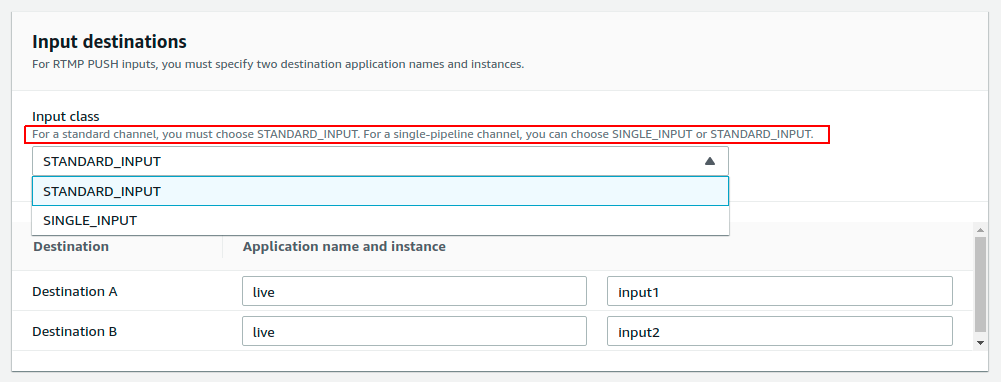 Input destinations
For RTMP PUSH inputs, you must specify two destination application names and instances.
Input class
For a standard channel, you must choose STANDARD_INPUT. For a single-pipeline channel, you can choose SINGLE_INPUT or STANDARD_INPUT.
STANDARD_INPUT
STANDARD_INPUT
SINGLE_INPUT
Destination Application name and instance
Destination A live input1
Destination B live input2